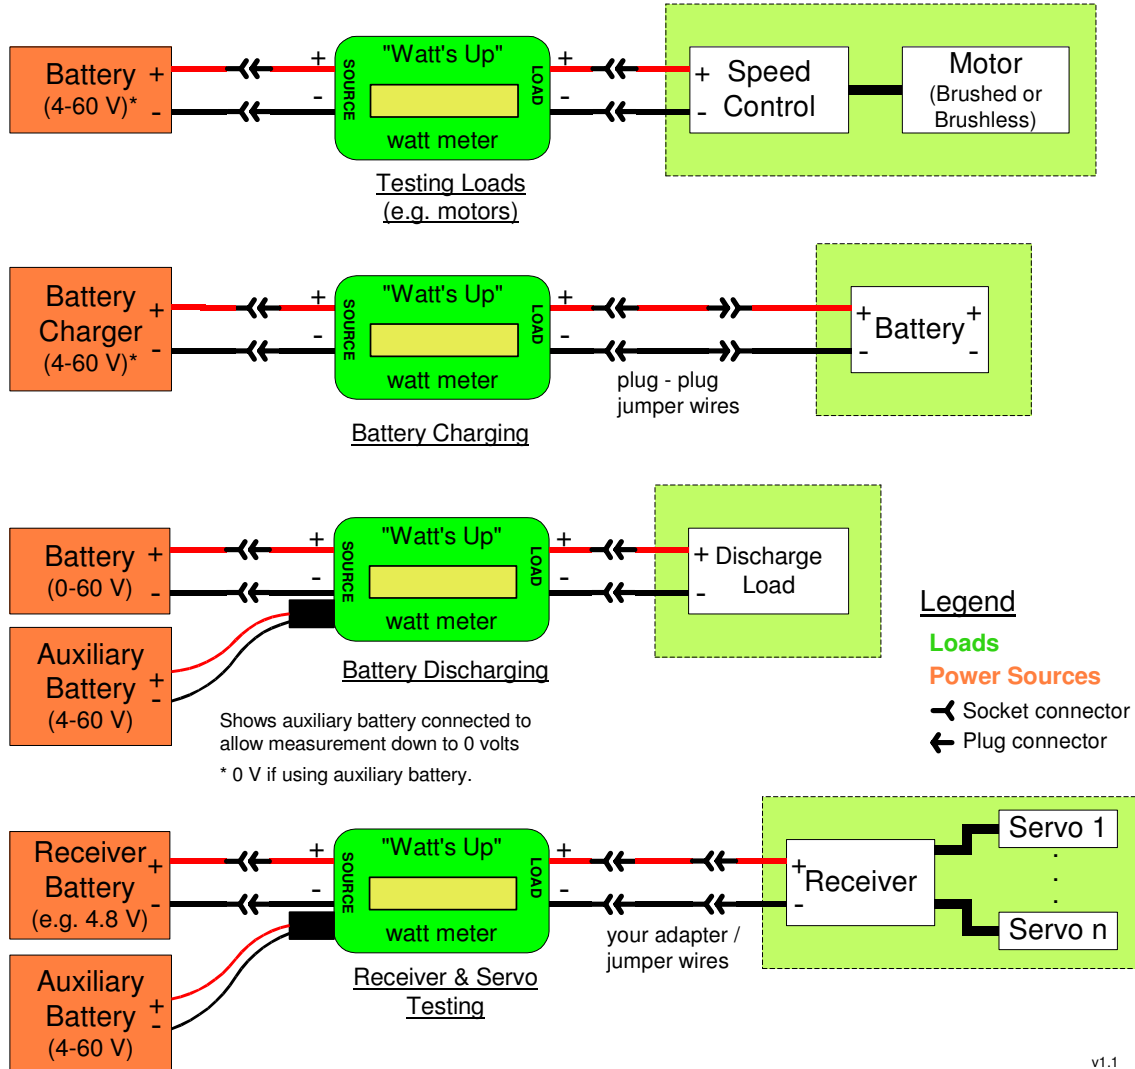 Battery
(4-60 V)*
+
-
+
-
SOURCE
"Watt's Up"
watt meter
LOAD
+
-
+
-
Speed
Control
Motor
(Brushed or
Brushless)
Testing Loads
(e.g. motors)
Battery
Charger
(4-60 V)*
+
-
+
-
SOURCE
"Watt's Up"
watt meter
LOAD
+
-
plug - plug
jumper wires
+
-
Battery
+
-
Battery Charging
Battery
(0-60 V)
+
-
Auxiliary
Battery
(4-60 V)
+
-
+
-
SOURCE
"Watt's Up"
watt meter
LOAD
+
-
+
-
Discharge
Load
Battery Discharging
Shows auxiliary battery connected to
allow measurement down to 0 volts
* 0 V if using auxiliary battery.
Legend
Loads
Power Sources
Socket connector
Plug connector
Receiver
Battery
(e.g. 4.8 V)
+
-
Auxiliary
Battery
(4-60 V)
+
-
+
-
SOURCE
"Watt's Up"
watt meter
LOAD
+
-
your adapter /
jumper wires
+
-
Receiver
Servo 1
.
.
.
Servo n
Receiver & Servo
Testing
v1.1